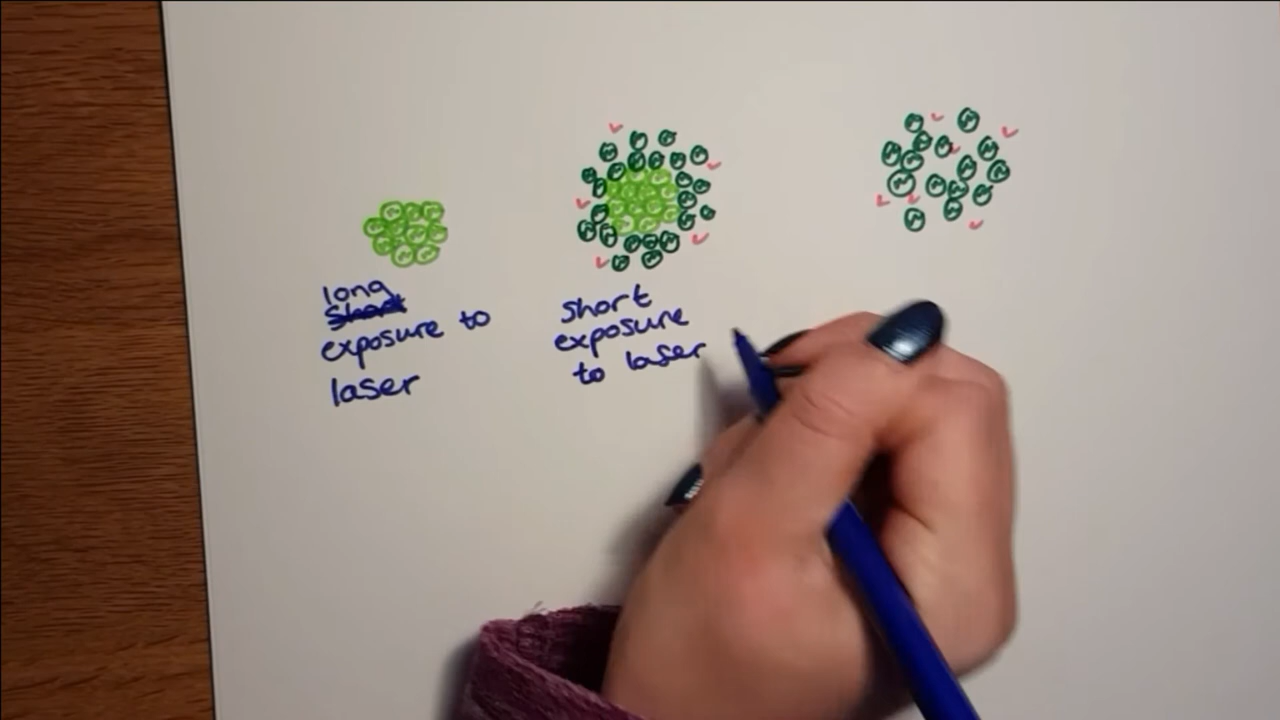 long
short
exposure to
laser
short
exposure
to laser